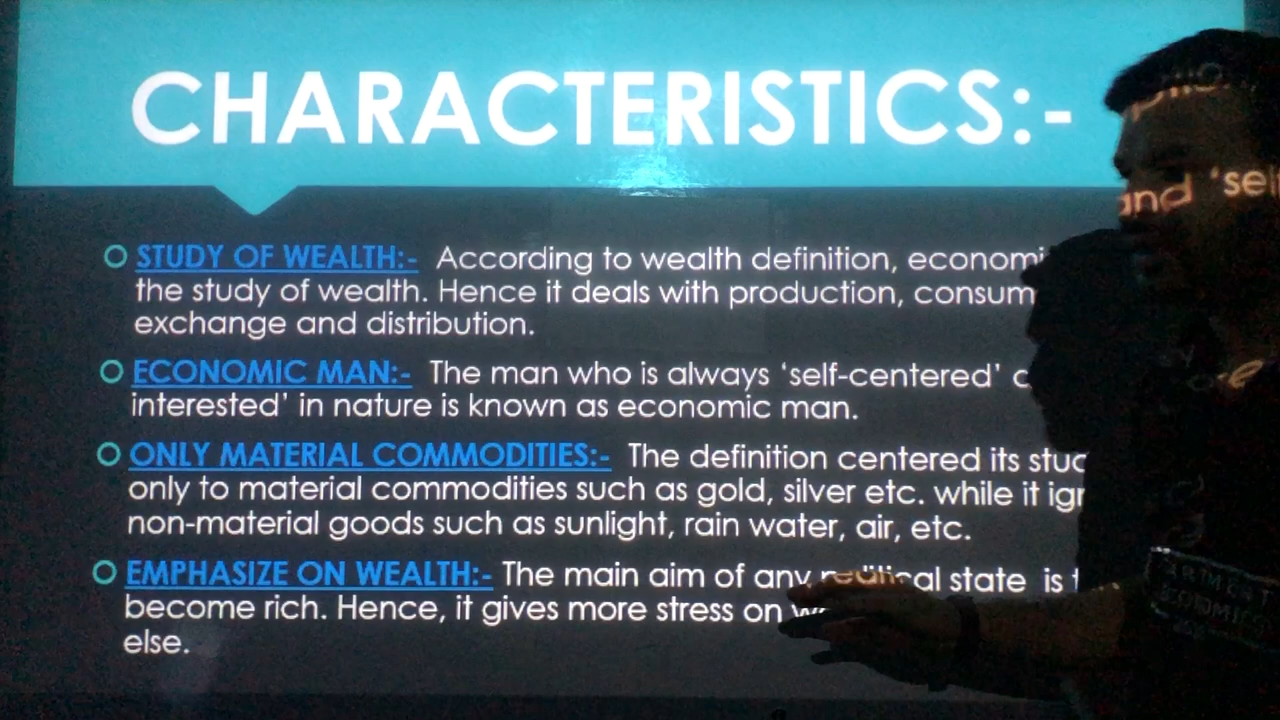 CHARACTERISTICS:-
STUDY OF WEALTH:- According to wealth definition,
the study of wealth. Hence it deals with production,
exchange and distribution.
ECONOMIC MAN:- The man who is always ‘self-centered’
and ‘self
interested’ in nature is known as economic man.
ONLY MATERIAL COMMODITIES:- The definition centered its
only to material commodities such as gold, silver etc. while it
non-material goods such as sunlight, rain water, air, etc.
EMPHASIZE ON WEALTH:- The main aim of any political state is
become rich. Hence, it gives more stress on
else.